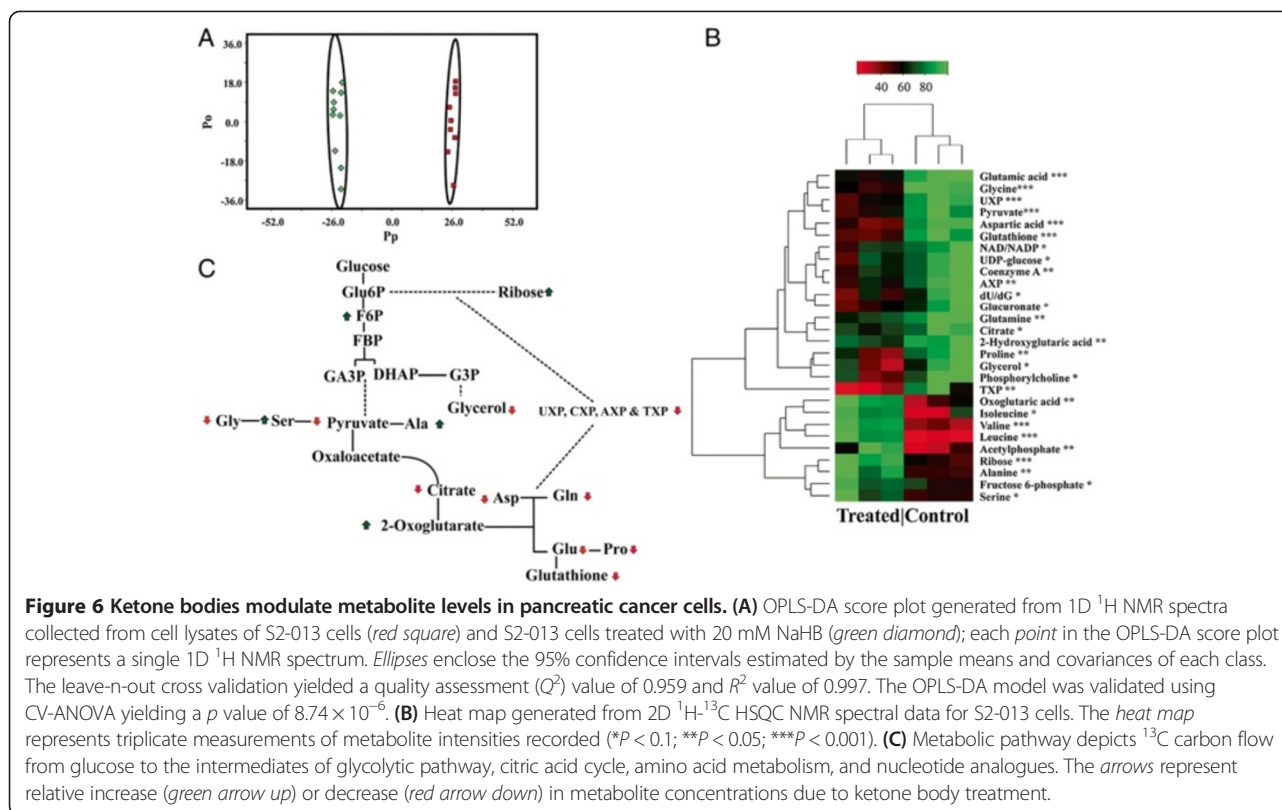 A
36.0
18.0
0.0
-18.0
-36.0
Po
-52.0 -26.0 0.0 26.0 52.0
Pp
B
40 60 80
Glutamic acid ***
Glycine***
UXP ***
Pyruvate***
Aspartic acid ***
Glutathione ***
NAD/NADP *
UDP-glucose *
Coenzyme A **
AXP **
dU/dG *
Glucuronate *
Glutamine **
Citrate *
2-Hydroxyglutaric acid **
Proline **
Glycerol *
Phosphorylcholine *
TXP **
Oxoglutaric acid **
Isoleucine *
Valine ***
Leucine ***
Acetylphosphate **
Ribose ***
Alanine **
Fructose 6-phosphate *
Serine *
Treated|Control
C
Glucose
Glu6P Ribose
F6P
FBP
GA3P DHAP G3P
Glycerol
UXP, CXP, AXP & TXP
Gly Ser Pyruvate Ala
Oxaloacetate
Citrate Asp Gln
2-Oxoglutarate
Glu Pro
Glutathione
Figure 6 Ketone bodies modulate metabolite levels in pancreatic cancer cells. (A) OPLS-DA score plot generated from 1D ¹H NMR spectra
collected from cell lysates of S2-013 cells (red square) and S2-013 cells treated with 20 mM NaHB (green diamond); each point in the OPLS-DA score plot
represents a single 1D ¹H NMR spectrum. Ellipses enclose the 95% confidence intervals estimated by the sample means and covariances of each class.
The leave-n-out cross validation yielded a quality assessment (Q²) value of 0.959 and R² value of 0.997. The OPLS-DA model was validated using
CV-ANOVA yielding a p value of 8.74 × 10⁻⁶. (B) Heat map generated from 2D ¹H-¹³C HSQC NMR spectral data for S2-013 cells. The heat map
represents triplicate measurements of metabolite intensities recorded (*P < 0.1; **P < 0.05; ***P < 0.001). (C) Metabolic pathway depicts ¹³C carbon flow
from glucose to the intermediates of glycolytic pathway, citric acid cycle, amino acid metabolism, and nucleotide analogues. The arrows represent
relative increase (green arrow up) or decrease (red arrow down) in metabolite concentrations due to ketone body treatment.